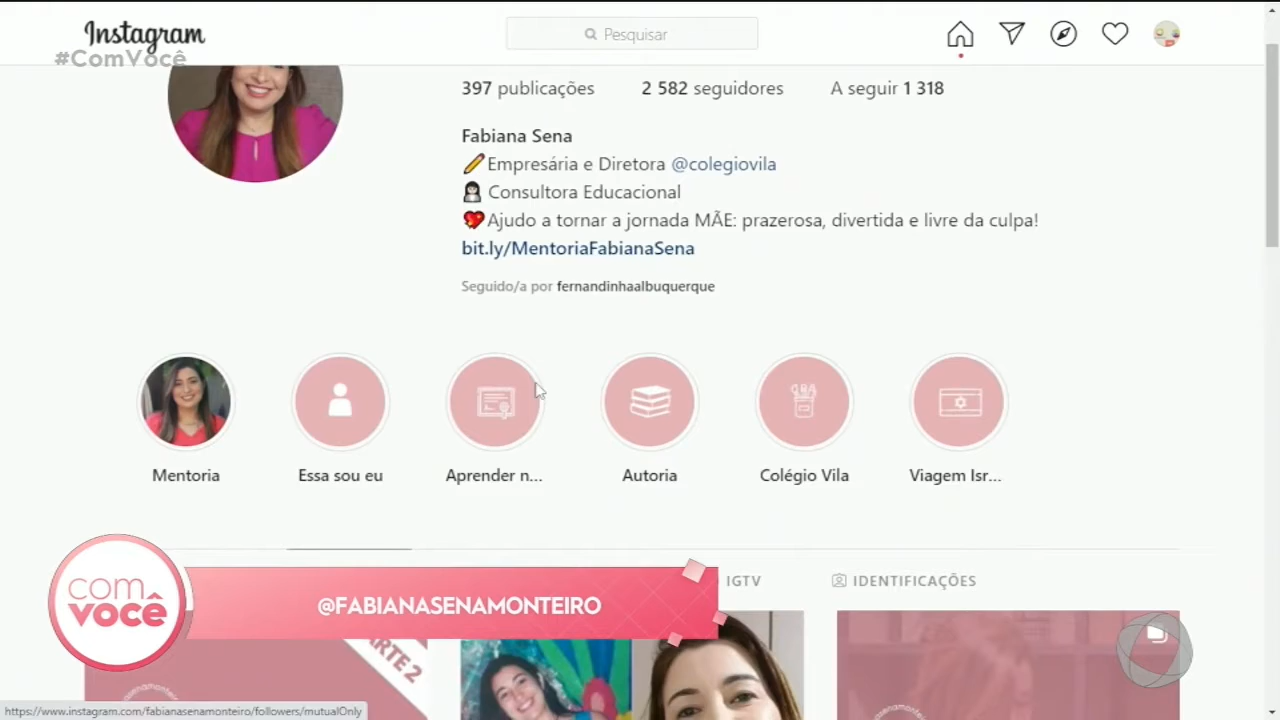 Instagram
Pesquisar
#ComVocê
397 publicações 2 582 seguidores A seguir 1 318
Fabiana Sena
Empresária e Diretora @colegiovila
Consultora Educacional
Ajudo a tornar a jornada MÃE: prazerosa, divertida e livre da culpa!
bit.ly/MentoriaFabianaSena
Seguido/a por fernandinhaalbuquerque
Mentoria Essa sou eu Aprender n... Autoria Colégio Vila Viagem Isr...
IGTV IDENTIFICAÇÕES
com
você
@FABIANASENAMONTEIRO
ARTE 2
https://www.instagram.com/fabianasenamonteiro/followers/mutualOnly